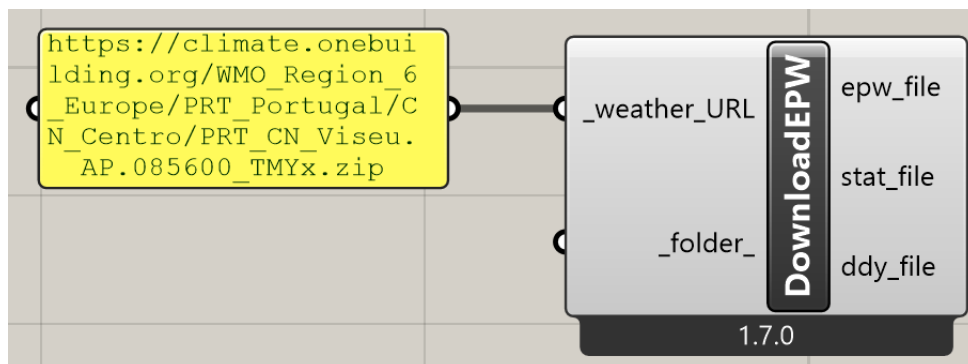 https://climate.onebui
lding.org/WMO_Region_6
_Europe/PRT_Portugal/C
N_Centro/PRT_CN_Viseu.
AP.085600_TMYx.zip
_weather_URL
_folder_
DownloadEPW
epw_file
stat_file
ddy_file
1.7.0